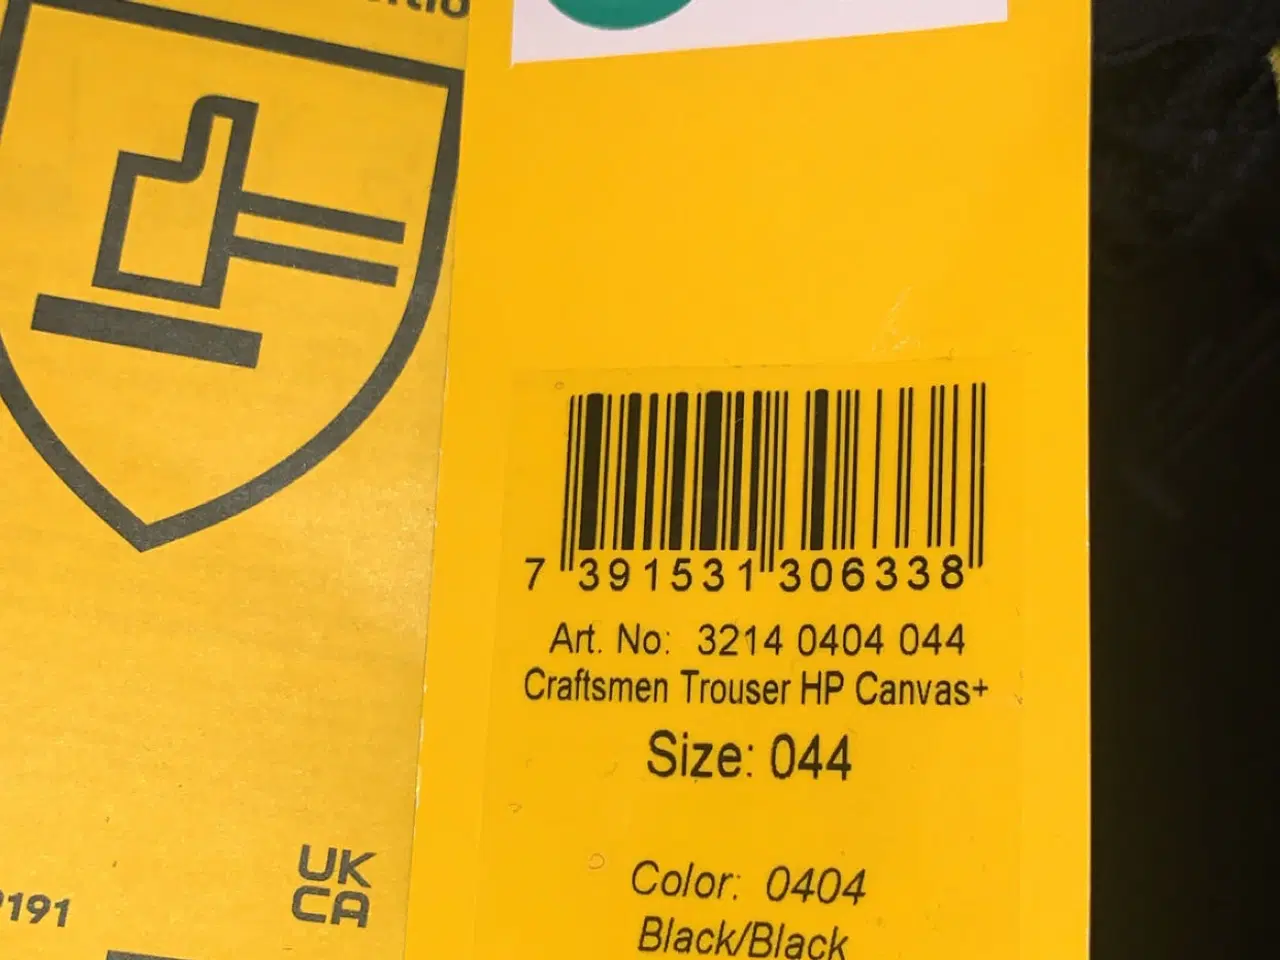 7 391531 306338
Art. No: 3214 0404 044
Craftsmen Trouser HP Canvas+
Size: 044
Color: 0404
Black/Black
UK
CA
9191